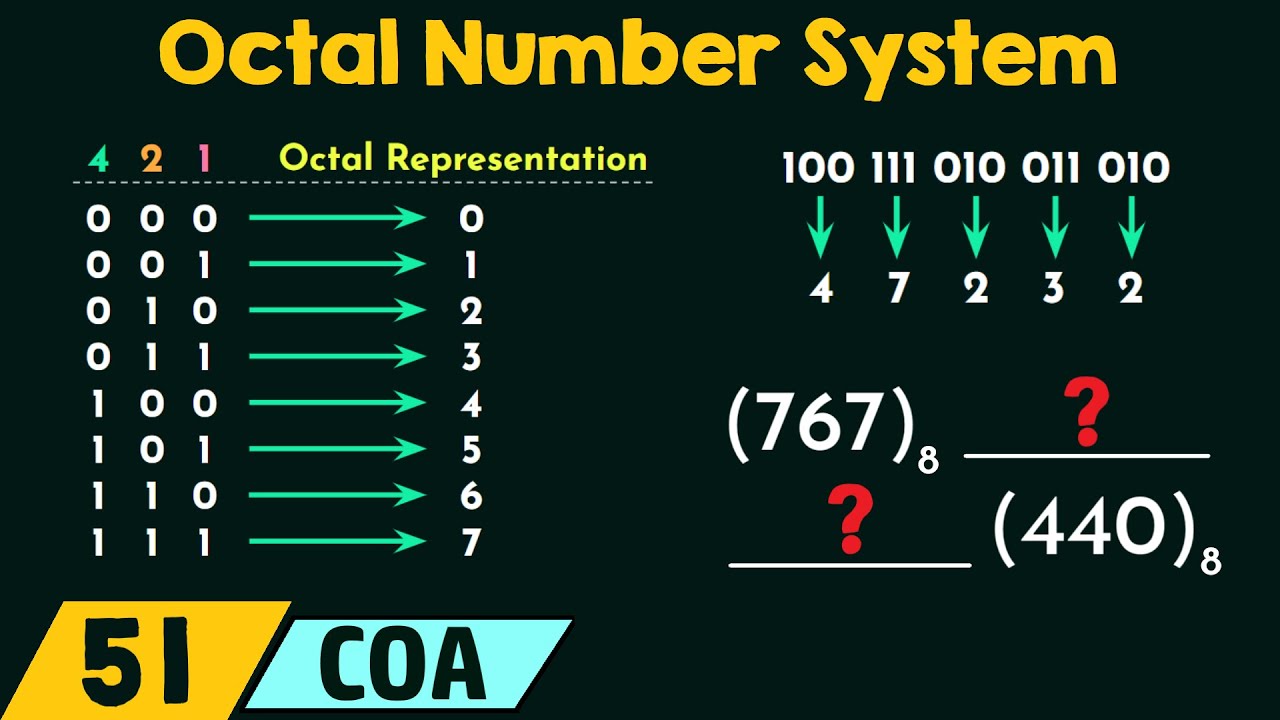 Octal Number System
4 2 1 Octal Representation
0 0 0 0
0 0 1 1
0 1 0 2
0 1 1 3
1 0 0 4
1 0 1 5
1 1 0 6
1 1 1 7
100 111 010 011 010
4 7 2 3 2
(767)8 ?
? (440)8
51 COA